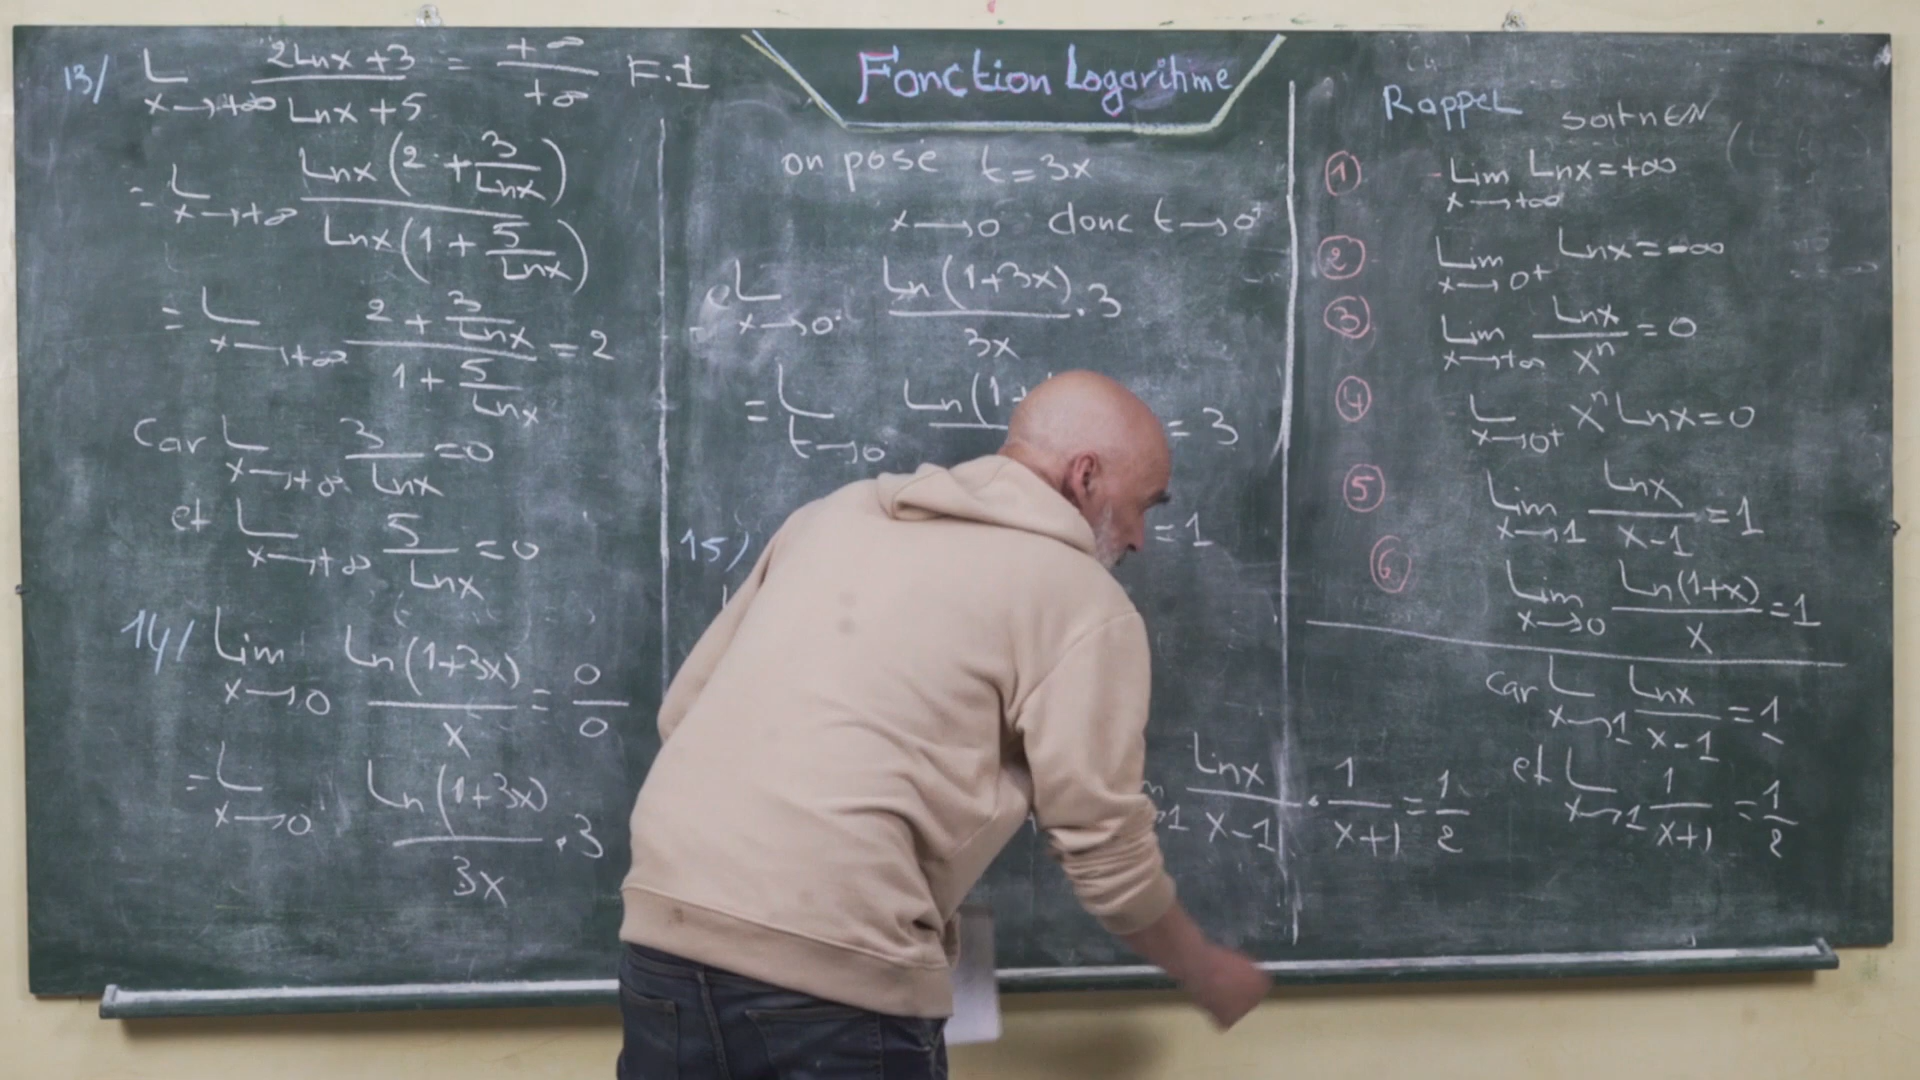 Fonction Logarithme
13/ L x→+∞ 2Lnx+3 / Lnx+5 = +∞ / +∞ F.1
= L x→+∞ Lnx(2+3/Lnx) / Lnx(1+5/Lnx)
= L x→+∞ 2+3/Lnx / 1+5/Lnx = 2
Car L x→+∞ 3/Lnx = 0
et L x→+∞ 5/Lnx = 0
14/ Lim x→0 Ln(1+3x)/x = 0/0
= L x→0 Ln(1+3x)/3x . 3
on pose t=3x
x→0 donc t→0+
L x→0 Ln(1+3x)/3x . 3
= L t→0 Ln(1+ = 3
= 1
15/
Lnx/x-1 . 1/x+1 = 1/2
Rappel soit n∈N
① Lim x→+∞ Lnx = +∞
② Lim x→0+ Lnx = -∞
③ Lim x→+∞ Lnx/xⁿ = 0
④ L x→0+ xⁿ Lnx = 0
⑤ Lim x→1 Lnx/x-1 = 1
⑥ Lim x→0 Ln(1+x)/x = 1
Car L x→1 Lnx/x-1 = 1
et L x→1 1/x+1 = 1/2